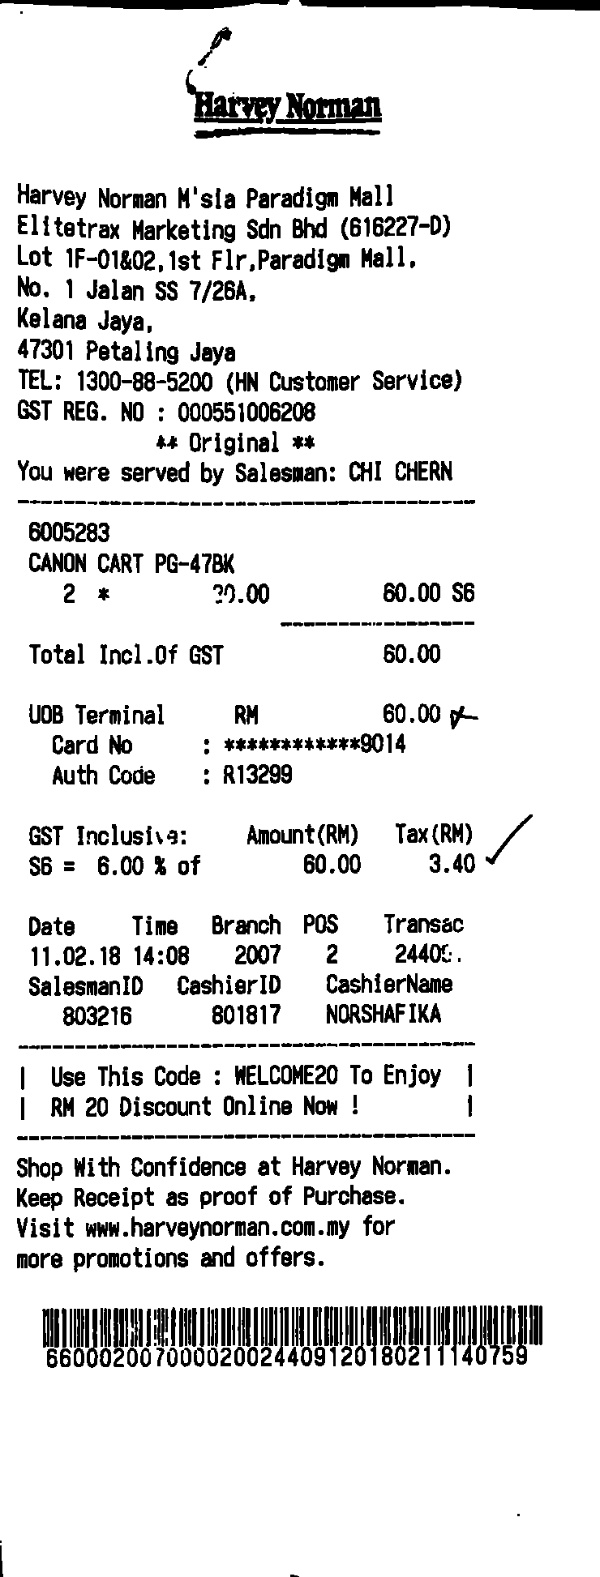 Harvey Norman
Harvey Norman M'sia Paradigm Mall
Elitetrax Marketing Sdn Bhd (616227-D)
Lot 1F-01&02,1st Flr,Paradigm Mall,
No. 1 Jalan SS 7/26A,
Kelana Jaya,
47301 Petaling Jaya
TEL: 1300-88-5200 (HN Customer Service)
GST REG. NO : 000551006208
** Original **
You were served by Salesman: CHI CHERN
6005283
CANON CART PG-47BK
2 * 60.00 S6
Total Incl.Of GST 60.00
UOB Terminal RM 60.00
Card No : ************9014
Auth Code : R13299
GST Inclusive: Amount(RM) Tax(RM)
S6 = 6.00 % of 60.00 3.40
Date Time Branch POS Transac
11.02.18 14:08 2007 2
SalesmanID CashierID CashierName
803216 801817 NORSHAFIKA
| Use This Code : WELCOME20 To Enjoy |
| RM 20 Discount Online Now ! |
Shop With Confidence at Harvey Norman.
Keep Receipt as proof of Purchase.
Visit www.harveynorman.com.my for
more promotions and offers.
660002007000020024409120180211140759